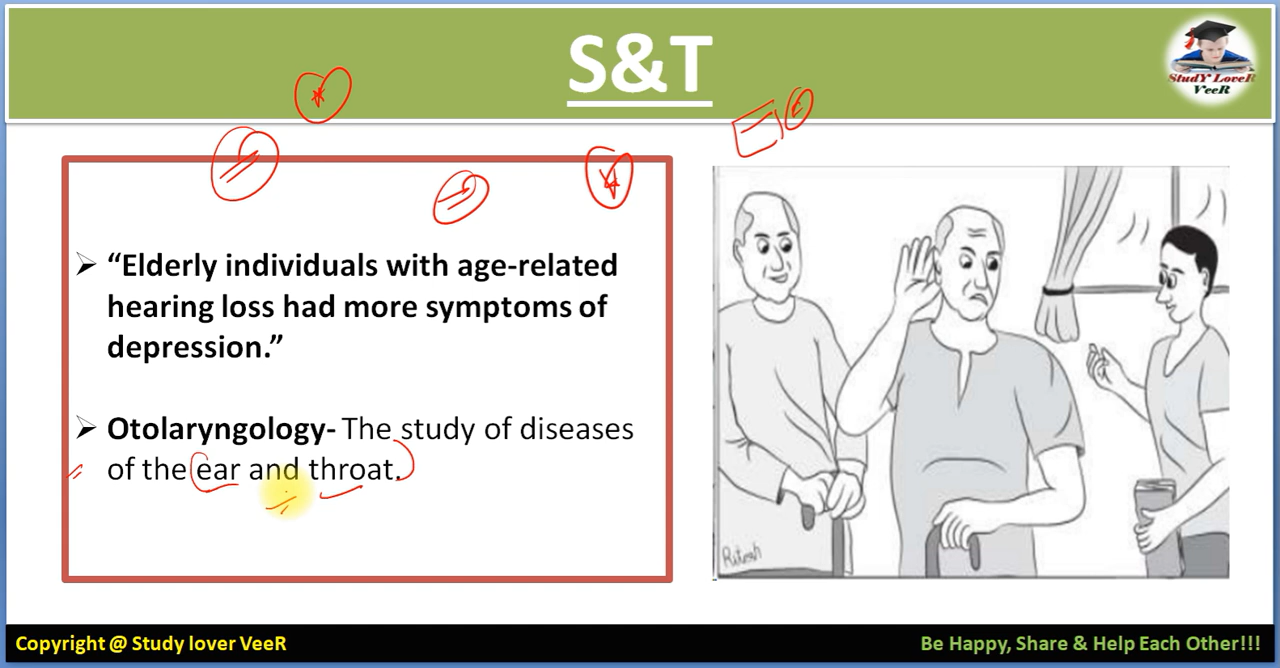 S&T
StudY LoveR
VeeR
➢ “Elderly individuals with age-related
hearing loss had more symptoms of
depression.”
➢ Otolaryngology- The study of diseases
of the ear and throat.
Ritesh
Copyright @ Study lover VeeR
Be Happy, Share & Help Each Other!!!